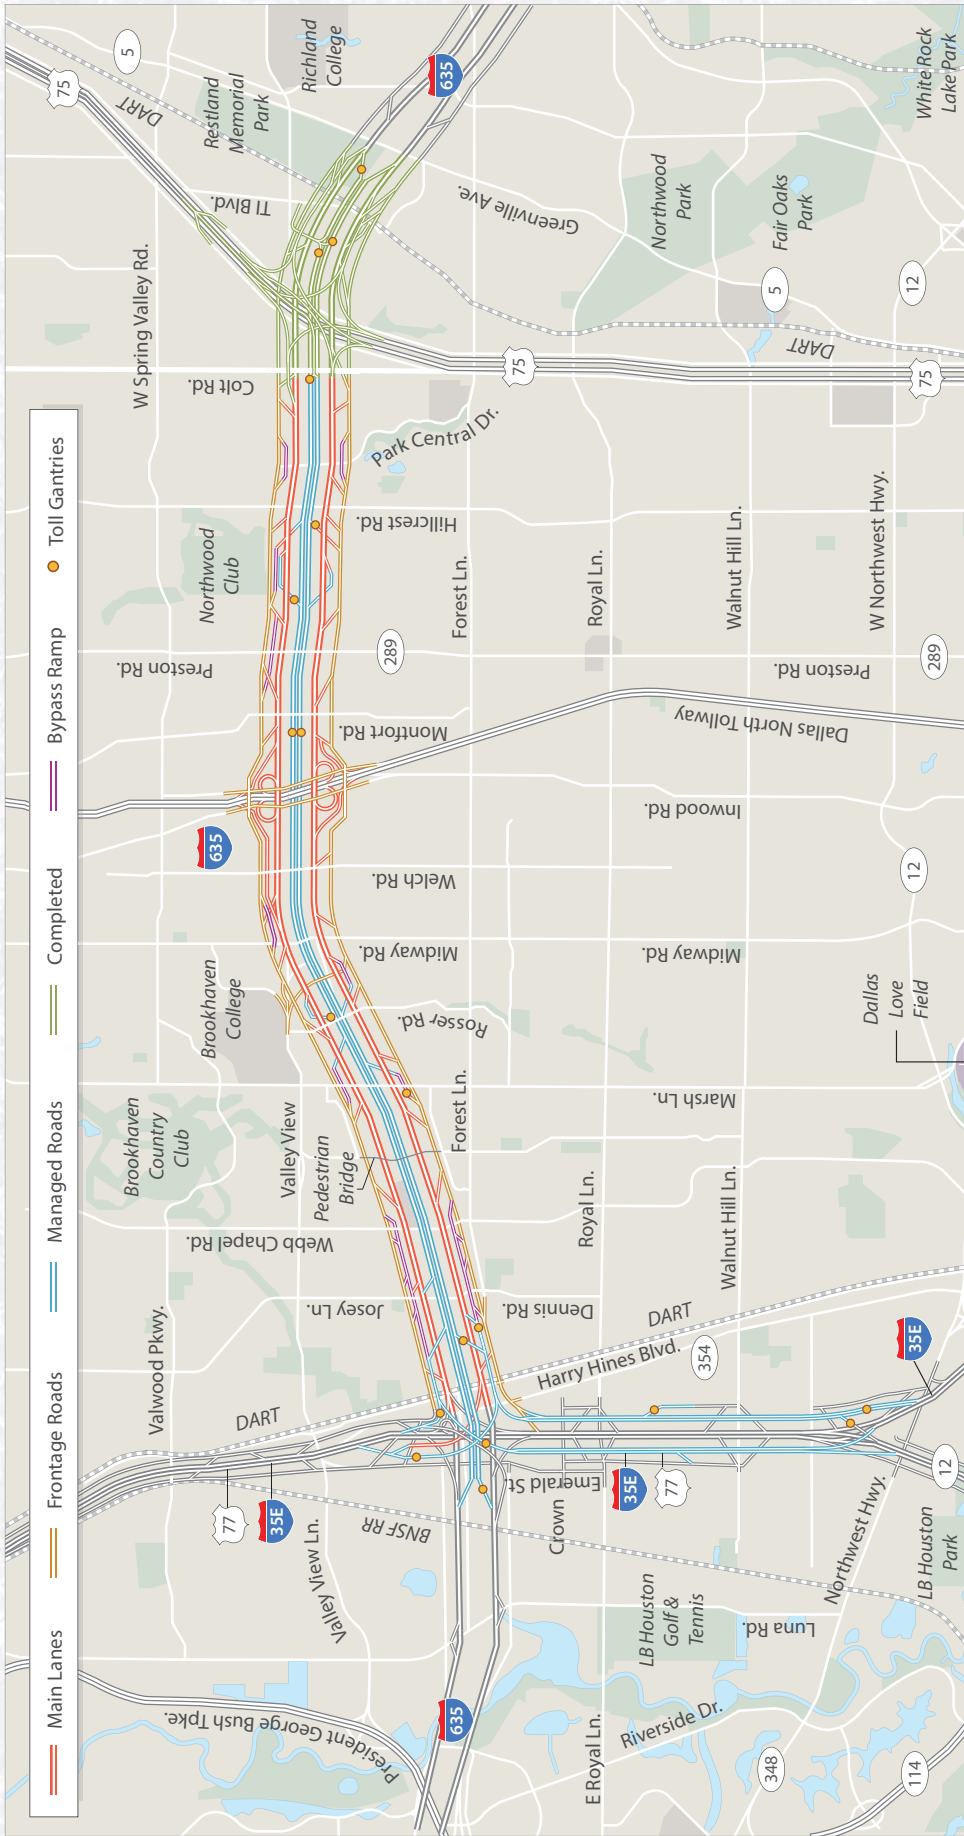 Main Lanes
Frontage Roads
Managed Roads
Completed
Bypass Ramp
Toll Gantries
President George Bush Tpke.
Valley View Ln.
77
35E
BNSF RR
DART
Valwood Pkwy.
Josey Ln.
Webb Chapel Rd.
Brookhaven
Country
Club
Valley View
Pedestrian
Bridge
Brookhaven
College
635
Preston Rd.
Northwood
Club
W Spring Valley Rd.
Colt Rd.
TI Blvd.
75
DART
5
Restland
Memorial
Park
Richland
College
635
635
Rosser Rd.
Midway Rd.
Welch Rd.
Montfort Rd.
289
Hillcrest Rd.
Park Central Dr.
Greenville Ave.
Forest Ln.
Forest Ln.
E Royal Ln.
Riverside Dr.
LB Houston
Golf &
Tennis
Crown
Emerald St.
35E
77
Harry Hines Blvd.
354
DART
Dennis Rd.
Royal Ln.
Royal Ln.
75
Northwood
Park
348
Luna Rd.
Walnut Hill Ln.
Marsh Ln.
Midway Rd.
Inwood Rd.
Dallas North Tollway
Walnut Hill Ln.
Preston Rd.
DART
5
Fair Oaks
Park
114
Northwest Hwy.
LB Houston
Park
12
35E
Dallas
Love
Field
12
W Northwest Hwy.
289
75
12
White Rock
Lake Park